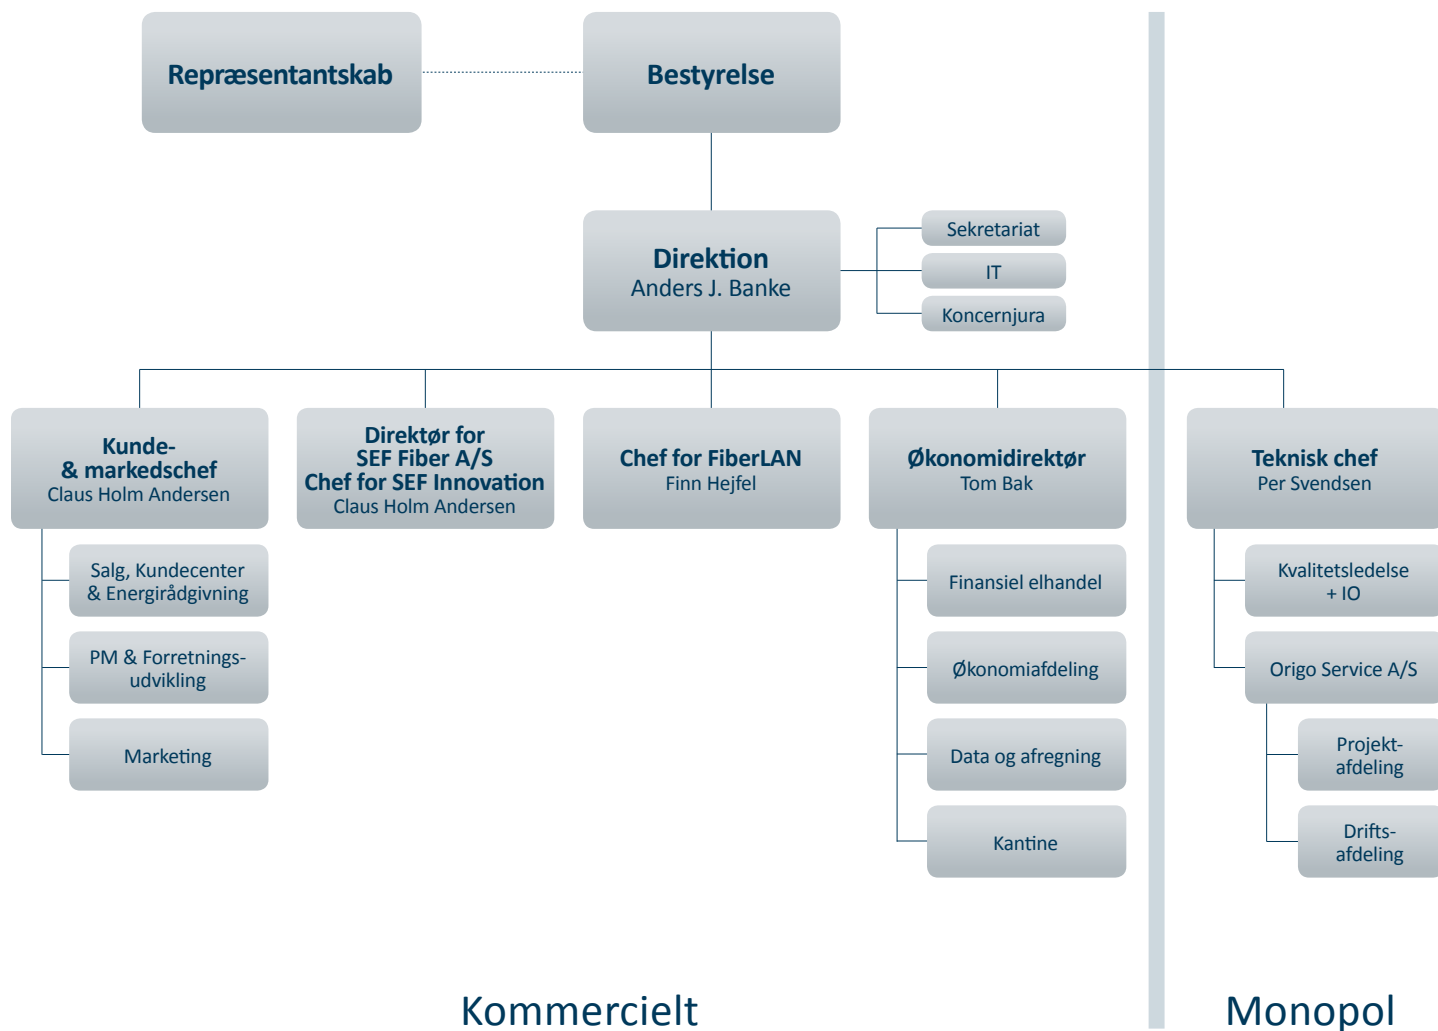 Repræsentantskab
Bestyrelse
Direktion
Anders J. Banke
Sekretariat
IT
Koncernjura
Kunde-
& markedschef
Claus Holm Andersen
Salg, Kundecenter
& Energirådgivning
PM & Forretnings-
udvikling
Marketing
Direktør for
SEF Fiber A/S
Chef for SEF Innovation
Claus Holm Andersen
Chef for FiberLAN
Finn Hejfel
Økonomidirektør
Tom Bak
Finansiel elhandel
Økonomiafdeling
Data og afregning
Kantine
Teknisk chef
Per Svendsen
Kvalitetsledelse
+ IO
Origo Service A/S
Projekt-
afdeling
Drifts-
afdeling
Kommercielt
Monopol